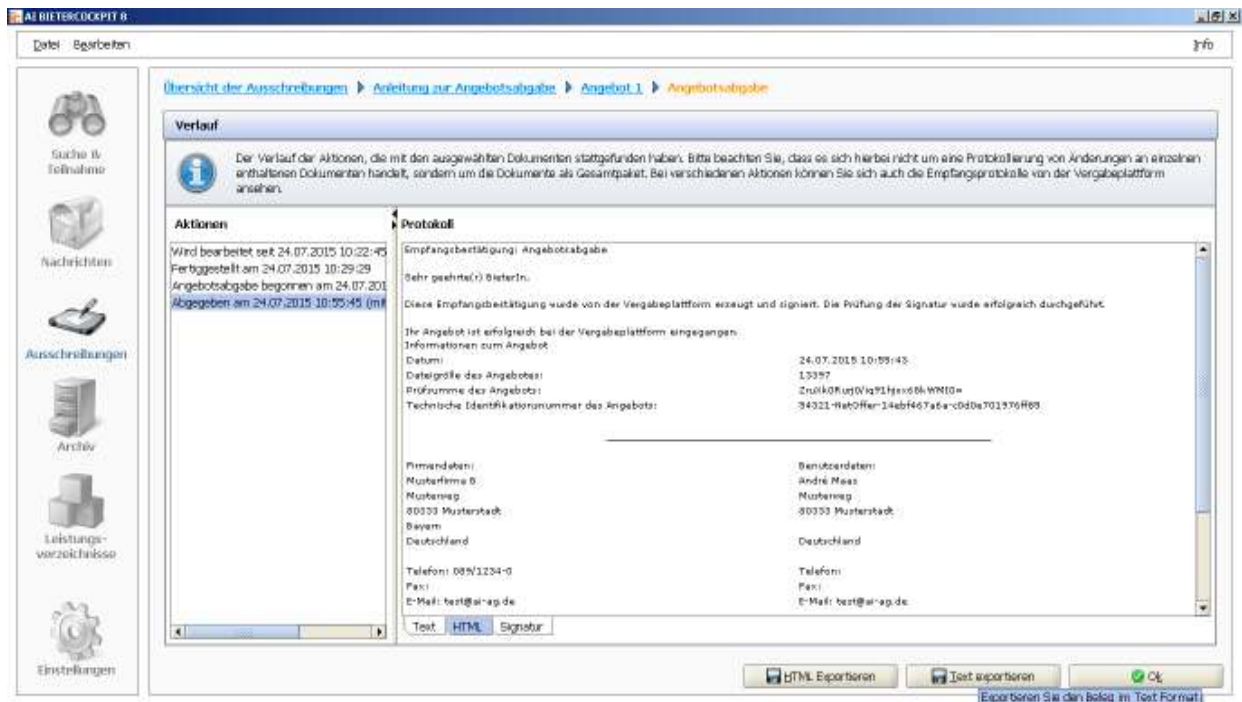 AI BIETERCOCKPIT 8
Datei Bearbeiten
Info
Übersicht der Ausschreibungen Anleitung zur Angebotsabgabe Angebot 1 Angebotsabgabe
Verlauf
Der Verlauf der Aktionen, die mit den ausgewählten Dokumenten stattgefunden haben. Bitte beachten Sie, dass es sich hierbei nicht um eine Protokollierung von Änderungen an einzelnen
enthaltenen Dokumenten handelt, sondern um die Dokumente als Gesamtpaket. Bei verschiedenen Aktionen können Sie sich auch die Empfangsprotokolle von der Vergabeplattform
ansehen.
Suche &
Teilnahme
Nachrichten
Ausschreibungen
Archiv
Leistungs-
verzeichnisse
Einstellungen
Aktionen
Wird bearbeitet seit 24.07.2015 10:22:45
Fertiggestellt am 24.07.2015 10:29:29
Angebotsabgabe begonnen am 24.07.201
Abgegeben am 24.07.2015 10:55:45 (mit
Protokoll
Empfangsbestätigung: Angebotsabgabe
Sehr geehrte(r) BieterIn,
Diese Empfangsbestätigung wurde von der Vergabeplattform erzeugt und signiert. Die Prüfung der Signatur wurde erfolgreich durchgeführt.
Ihr Angebot ist erfolgreich bei der Vergabeplattform eingegangen
Informationen zum Angebot
Datum: 24.07.2015 10:55:43
Dateigröße des Angebotes: 13397
Prüfsumme des Angebots:
Technische Identifikationsnummer des Angebots:
Firmendaten: Benutzerdaten:
Musterfirma B André Maas
Musterweg Musterweg
80333 Musterstadt 80333 Musterstadt
Bayern
Deutschland Deutschland
Telefon: 089/1234-0 Telefon:
Fax: Fax:
E-Mail: test@ai-ag.de E-Mail: test@ai-ag.de
Text HTML Signatur
HTML Exportieren Text exportieren Ok
Exportieren Sie den Beleg im Text Format